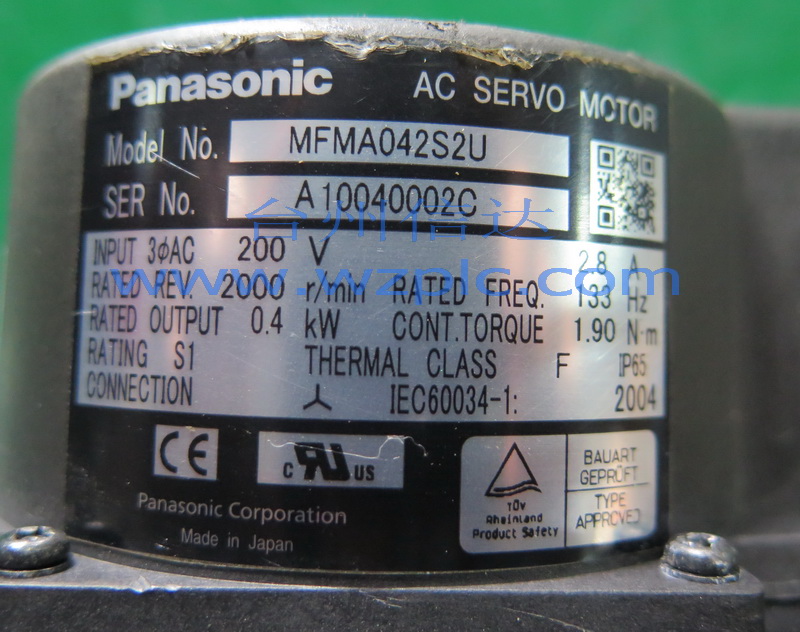 Panasonic AC SERVO MOTOR
Model No. MFMA042S2U
SER No. A10040002C
台州信达
INPUT 3φAC 200 V 2.8 A
www.wzplc.com
RATED REV. 2000 r/min RATED FREQ. 133 Hz
RATED OUTPUT 0.4 kW CONT.TORQUE 1.90 N·m
RATING S1 THERMAL CLASS F IP65
CONNECTION 人 IEC60034-1: 2004
CE
c RU US
TÜV
Rheinland
Product Safety
BAUART
GEPRÜFT
TYPE
APPROVED
Panasonic Corporation
Made in Japan